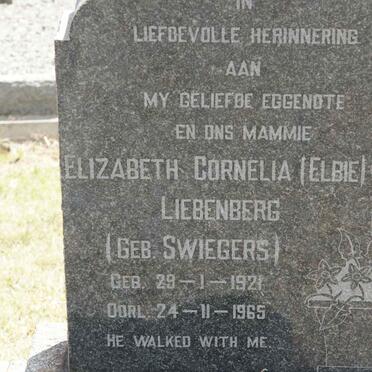 IN
LIEFDEVOLLE HERINNERING
AAN
MY GELIEFDE EGGENOTE
EN ONS MAMMIE
ELIZABETH CORNELIA (ELBIE)
LIEBENBERG
(GEB. SWIEGERS)
GEB. 29-1-1921
OORL. 24-11-1965
HE WALKED WITH ME.